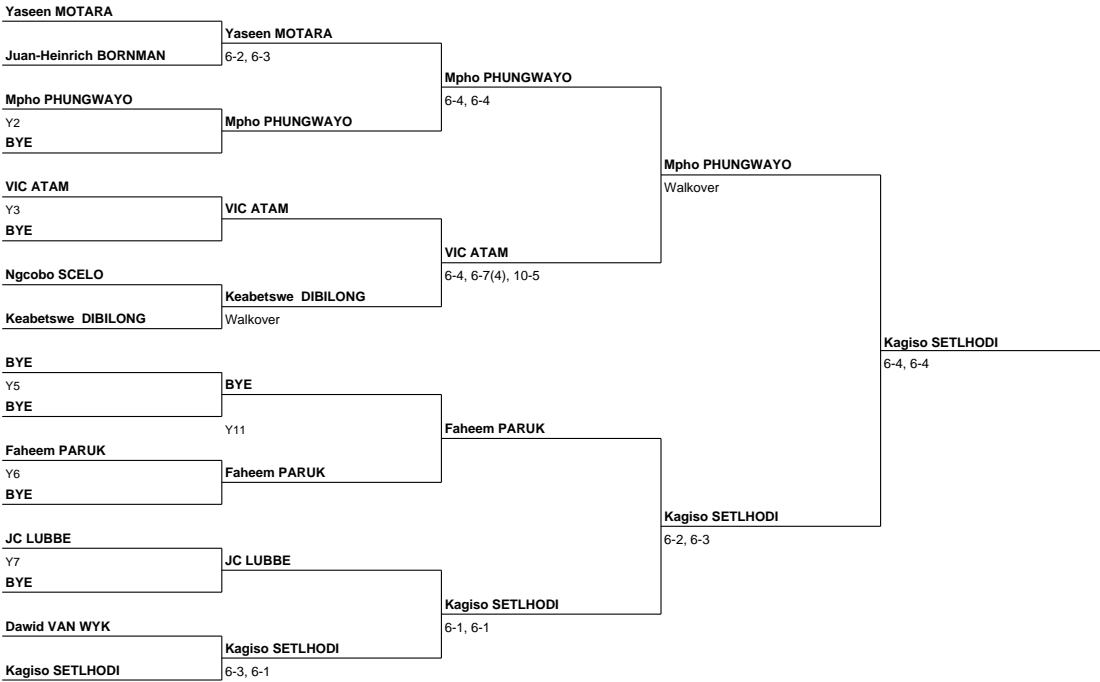 Yaseen MOTARA
Yaseen MOTARA
Juan-Heinrich BORNMAN
6-2, 6-3
Mpho PHUNGWAYO
Mpho PHUNGWAYO
6-4, 6-4
Y2
Mpho PHUNGWAYO
BYE
Mpho PHUNGWAYO
VIC ATAM
Walkover
Y3
VIC ATAM
BYE
VIC ATAM
Ngcobo SCELO
6-4, 6-7(4), 10-5
Keabetswe DIBILONG
Keabetswe DIBILONG
Walkover
Kagiso SETLHODI
BYE
6-4, 6-4
Y5
BYE
BYE
Y11
Faheem PARUK
Faheem PARUK
Y6
Faheem PARUK
BYE
Kagiso SETLHODI
JC LUBBE
6-2, 6-3
Y7
JC LUBBE
BYE
Kagiso SETLHODI
Dawid VAN WYK
6-1, 6-1
Kagiso SETLHODI
Kagiso SETLHODI
6-3, 6-1